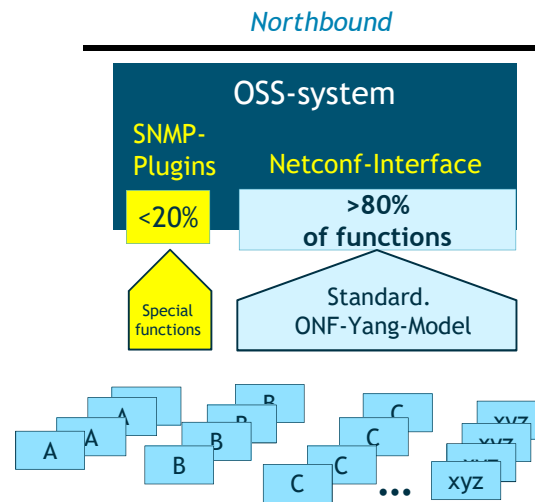 Northbound
OSS-system
SNMP-
Plugins
Netconf-Interface
<20%
>80%
of functions
Special
functions
Standard.
ONF-Yang-Model
A
A
A
B
B
B
B
C
C
C
C
...
xyz
xyz
xyz
xyz